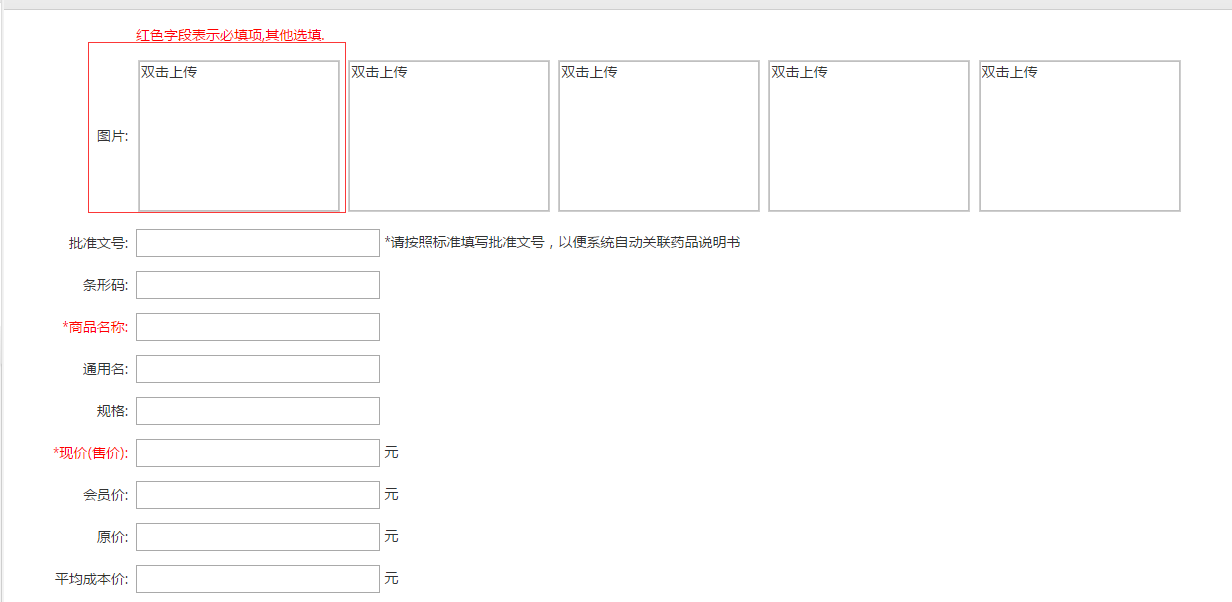 红色字段表示必填项,其他选填.
双击上传 双击上传 双击上传 双击上传 双击上传
图片:
批准文号: *请按照标准填写批准文号，以便系统自动关联药品说明书
条形码:
*商品名称:
通用名:
规格:
*现价(售价): 元
会员价: 元
原价: 元
平均成本价: 元